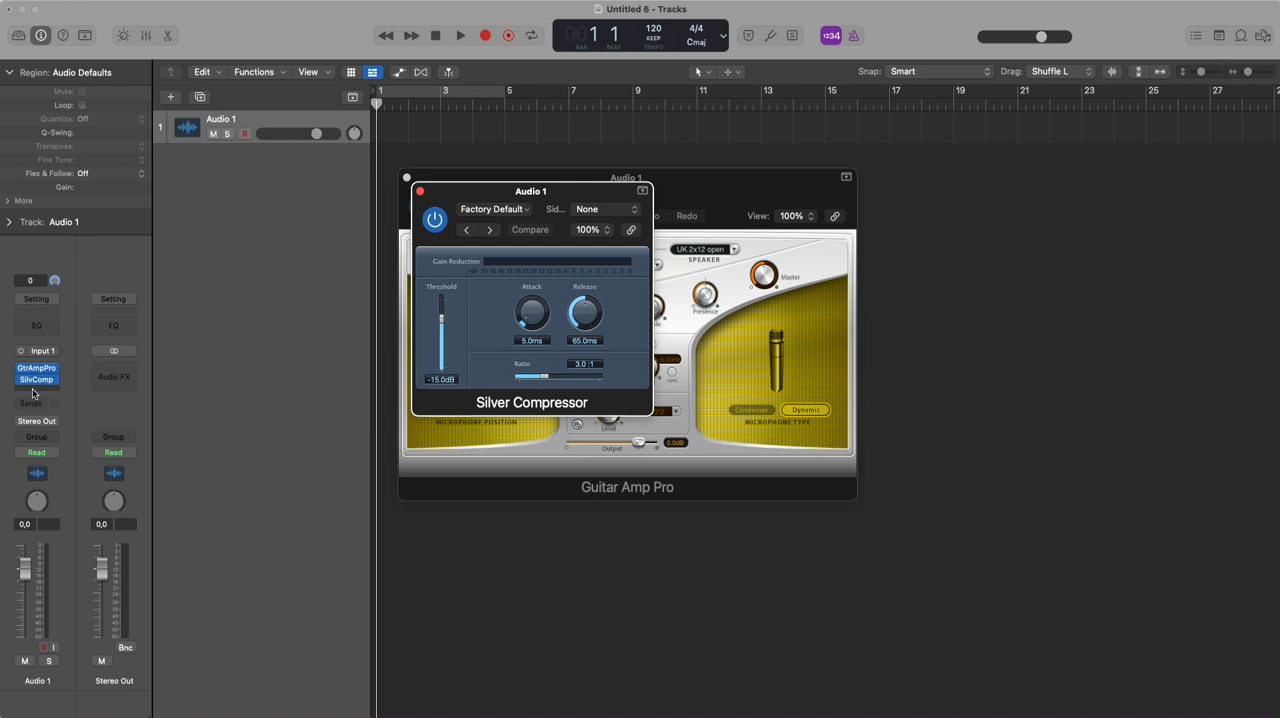 Untitled 6 - Tracks
1 1
BAR BEAT
120
KEEP
TEMPO
4/4
Cmaj
1234
Region: Audio Defaults
Mute:
Loop:
Quantize: Off
Q-Swing:
Transpose:
Fine Tune:
Flex & Follow: Off
Gain:
More
Track: Audio 1
Edit Functions View
Snap: Smart
Drag: Shuffle L
1 3 5 7 9 11 13 15 17 19 21 23 25 27
1
Audio 1
M S R
0
Setting
EQ
Input 1
GtrAmpPro
SilvComp
Sends
Stereo Out
Group
Read
0,0
R I
M S
Audio 1
Setting
EQ
Audio FX
Group
Read
0,0
Bnc
M
Stereo Out
Audio 1
Redo
View: 100%
UK 2x12 open
SPEAKER
Master
Presence
Sync
Level
Output
0.0dB
MICROPHONE POSITION
Condenser Dynamic
MICROPHONE TYPE
Guitar Amp Pro
Audio 1
Factory Default
Sid... None
Compare
100%
Gain Reduction
Threshold
-15.0dB
Attack
5.0ms
Release
65.0ms
Ratio
3.0 :1
Silver Compressor